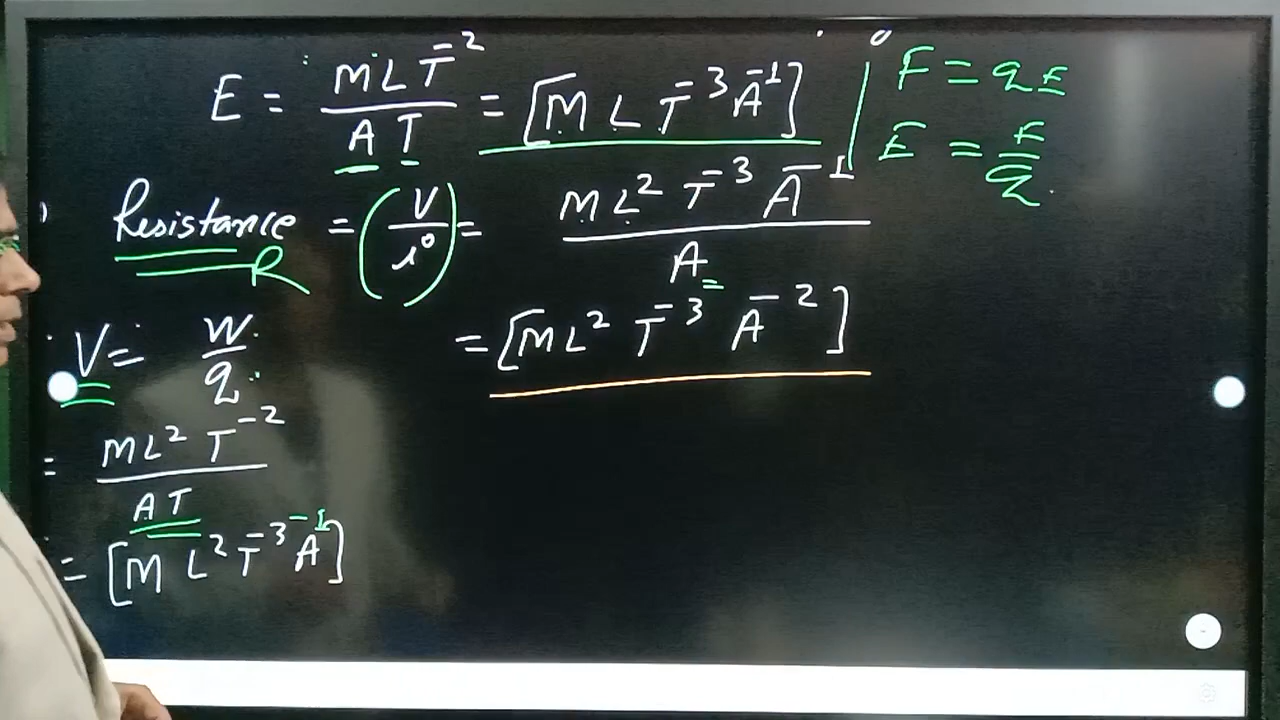 E = MLT⁻² / AT = [MLT⁻³A⁻¹]
F = qE
E = F/q
Resistance = (V/i) = ML²T⁻³A⁻¹ / A
R
= [ML²T⁻³A⁻²]
V = W/q
= ML²T⁻² / AT
= [ML²T⁻³A⁻¹]